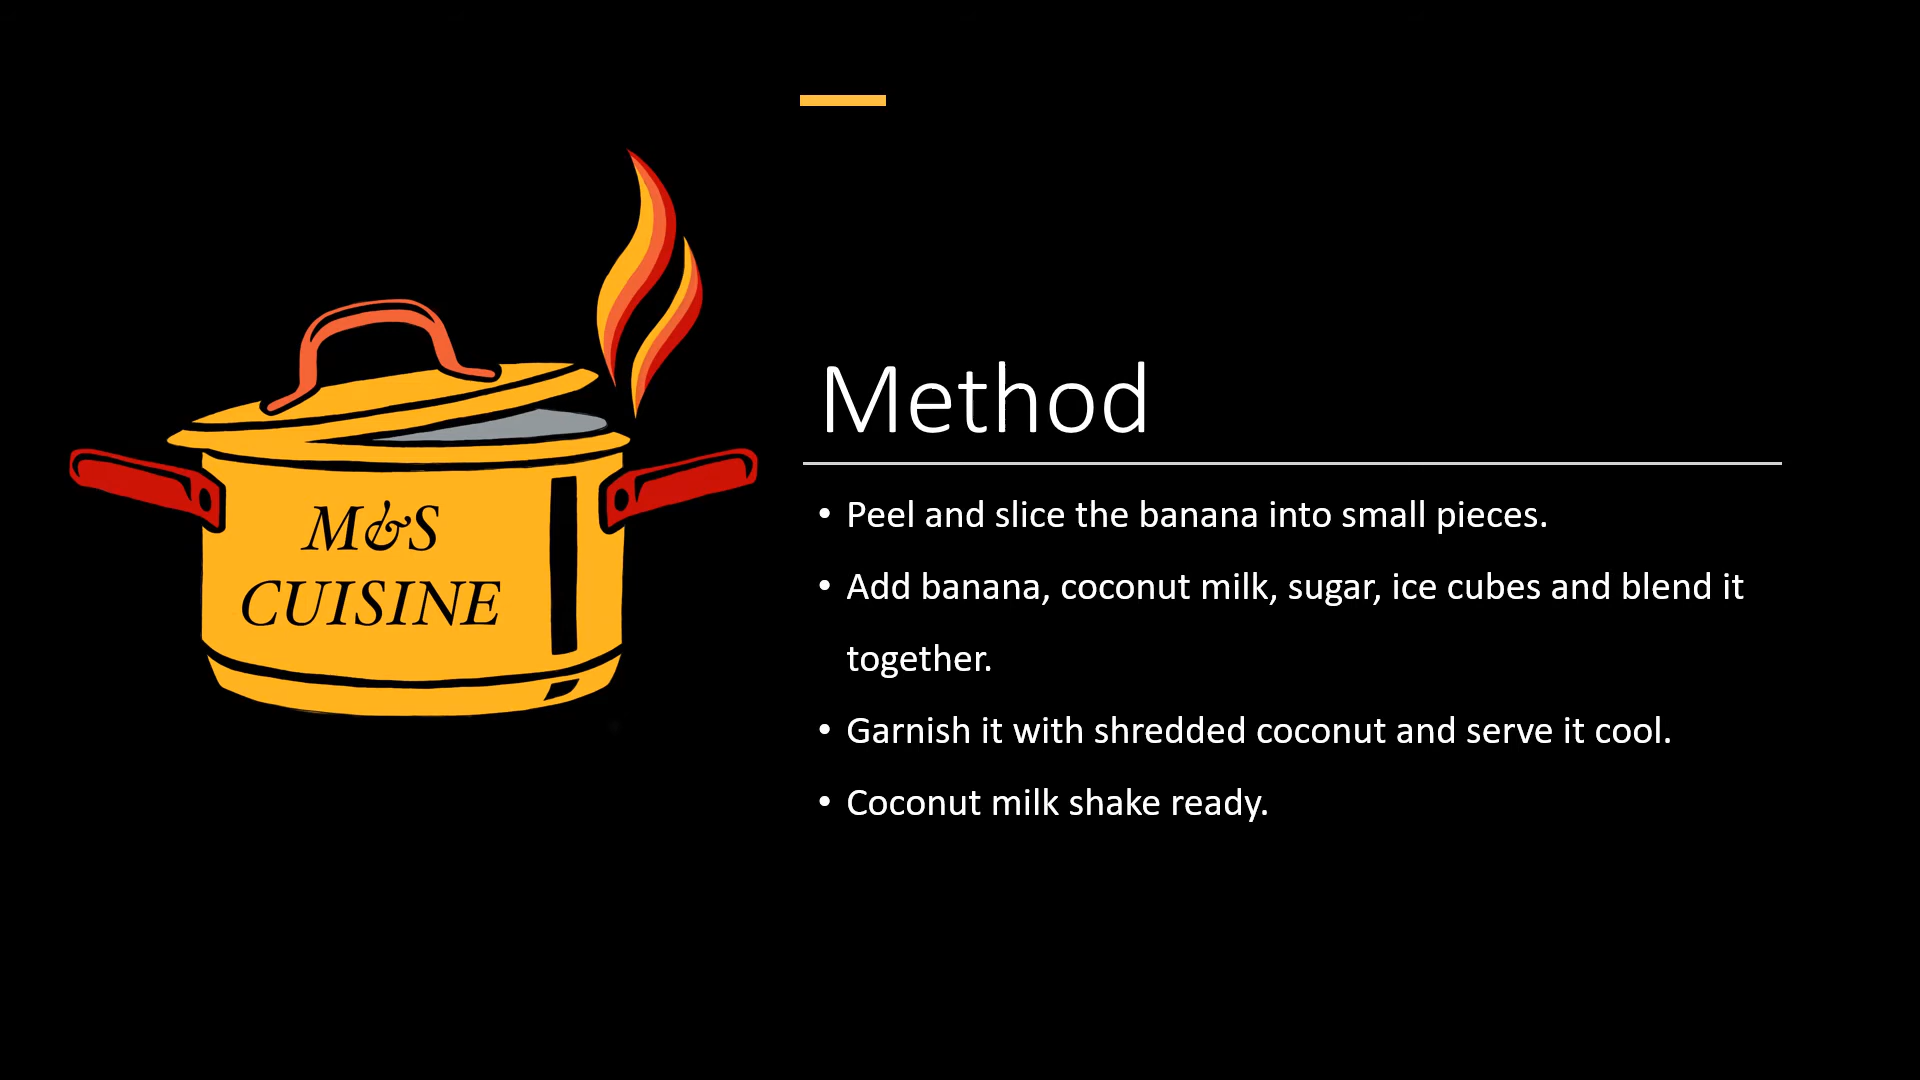 M&S
CUISINE
Method
• Peel and slice the banana into small pieces.
• Add banana, coconut milk, sugar, ice cubes and blend it
together.
• Garnish it with shredded coconut and serve it cool.
• Coconut milk shake ready.